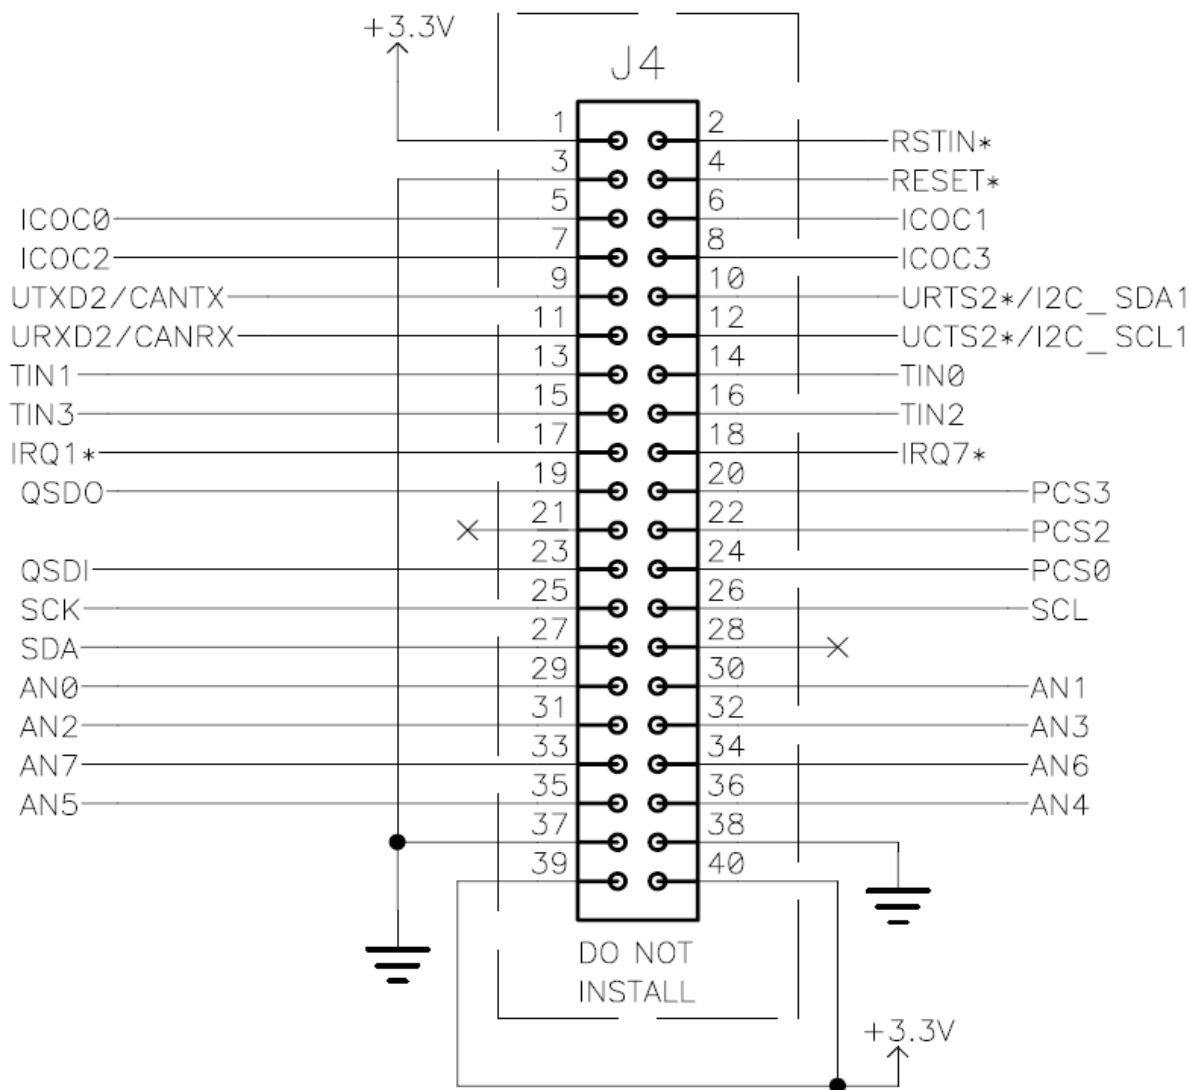 +3.3V
J4
1 2 RSTIN*
3 4 RESET*
ICOC0 5 6 ICOC1
ICOC2 7 8 ICOC3
UTXD2/CANTX 9 10 URTS2*/I2C_SDA1
URXD2/CANRX 11 12 UCTS2*/I2C_SCL1
TIN1 13 14 TIN0
TIN3 15 16 TIN2
IRQ1* 17 18 IRQ7*
QSDO 19 20 PCS3
21 22 PCS2
QSDI 23 24 PCS0
SCK 25 26 SCL
SDA 27 28
AN0 29 30 AN1
AN2 31 32 AN3
AN7 33 34 AN6
AN5 35 36 AN4
37 38
39 40
DO NOT
INSTALL
+3.3V